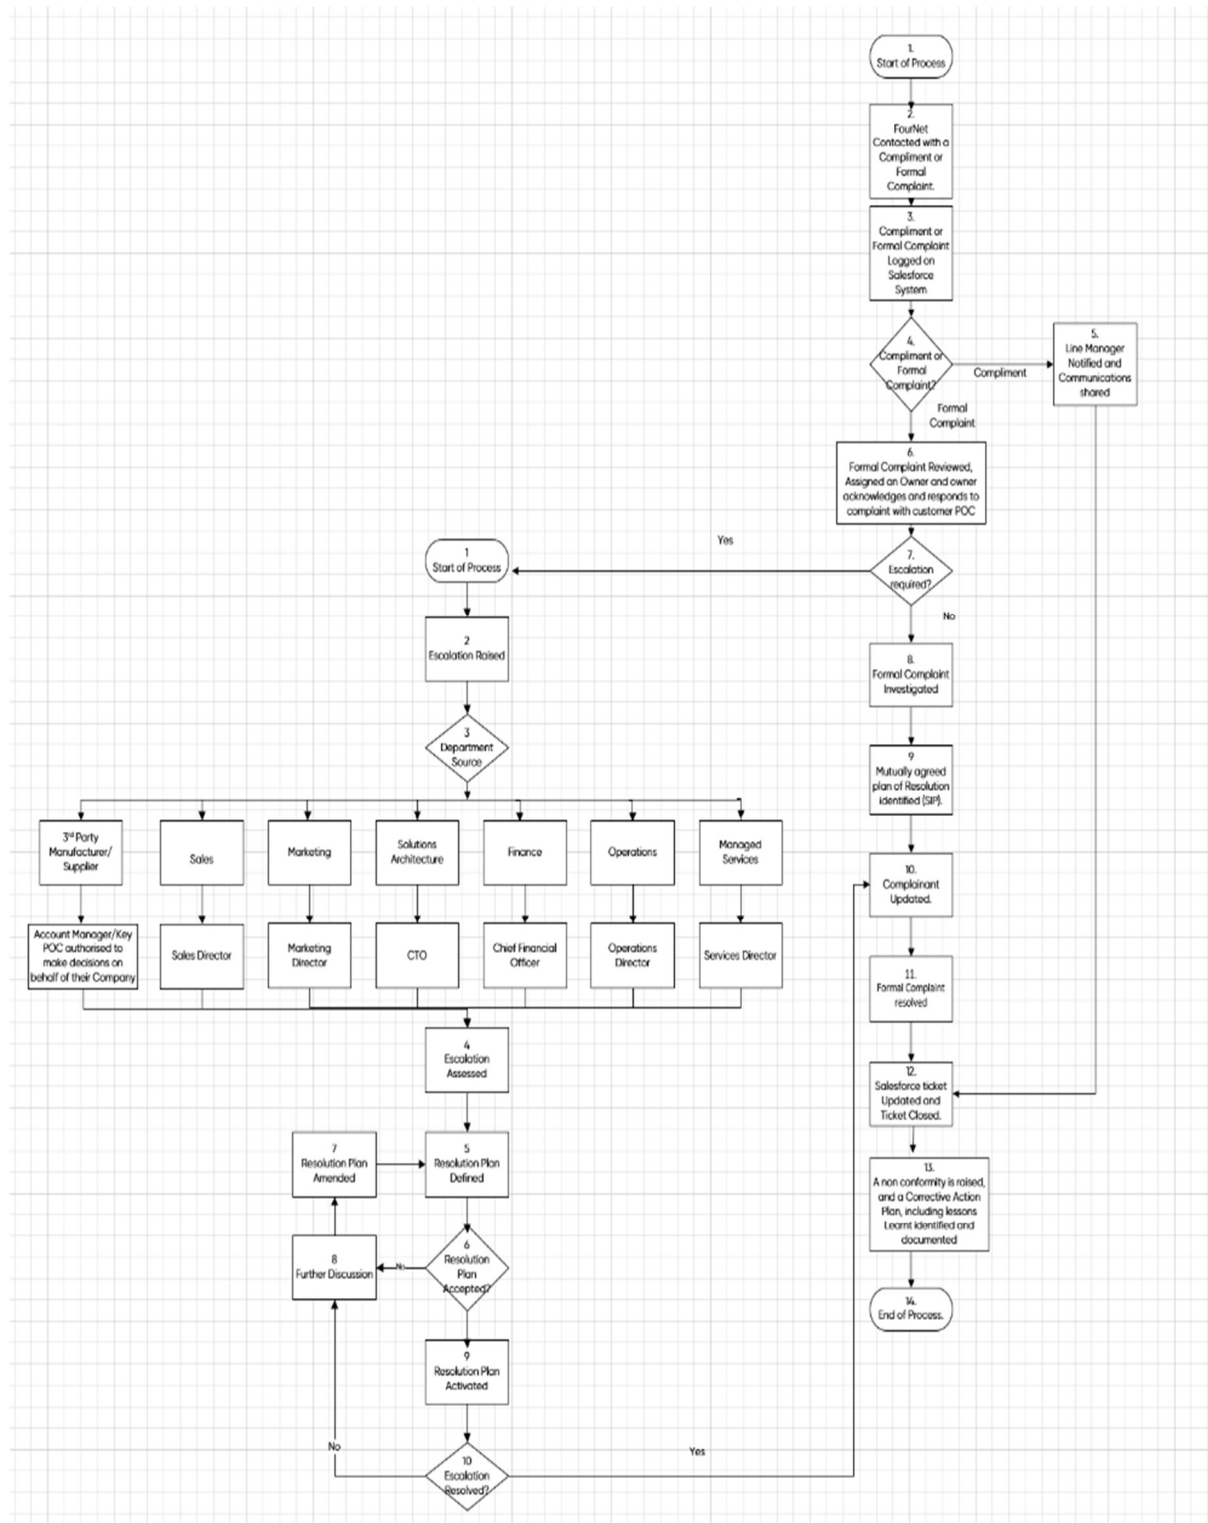 1.
Start of Process
2.
FourNet
Contacted with a
Compliment or
Formal
Complaint.
3.
Compliment or
Formal Complaint
Logged on
Salesforce
System
4.
Compliment or
Formal
Complaint?
Compliment
5.
Line Manager
Notified and
Communications
shared
Formal
Complaint
6.
Formal Complaint Reviewed,
Assigned an Owner and owner
acknowledges and responds to
complaint with customer POC
7.
Escalation
required?
Yes
No
8.
Formal Complaint
Investigated
9
Mutually agreed
plan of Resolution
identified (SIP).
10.
Complainant
Updated.
11.
Formal Complaint
resolved
12.
Salesforce ticket
Updated and
Ticket Closed.
13.
A non conformity is raised,
and a Corrective Action
Plan, including lessons
Learnt identified and
documented
14.
End of Process.
1
Start of Process
2
Escalation Raised
3
Department
Source
3rd Party
Manufacturer/
Supplier
Sales
Marketing
Solutions
Architecture
Finance
Operations
Managed
Services
Account Manager/Key
POC authorised to
make decisions on
behalf of their Company
Sales Director
Marketing
Director
CTO
Chief Financial
Officer
Operations
Director
Services Director
4
Escalation
Assessed
5
Resolution Plan
Defined
6
Resolution
Plan
Accepted?
No
7
Resolution Plan
Amended
8
Further Discussion
9
Resolution Plan
Activated
10
Escalation
Resolved?
No
Yes